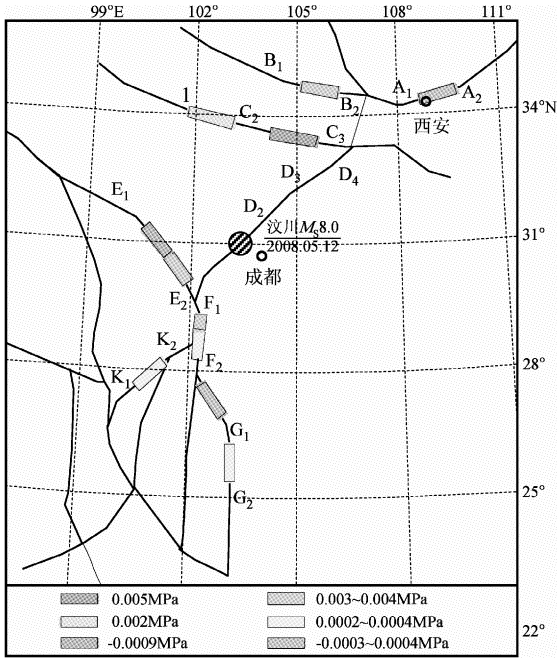 99°E 102° 105° 108° 111°
B₁
A₁ A₂
B₂
34°N
1
C₂
西安
C₃
D₃ D₄
E₁
D₂
汶川Mₛ8.0
31°
2008.05.12
成都
E₂ F₁
K₂
F₂
28°
K₁
G₁
G₂
25°
0.005MPa 0.003~0.004MPa
0.002MPa 0.0002~0.0004MPa
22°
-0.0009MPa -0.0003~0.0004MPa